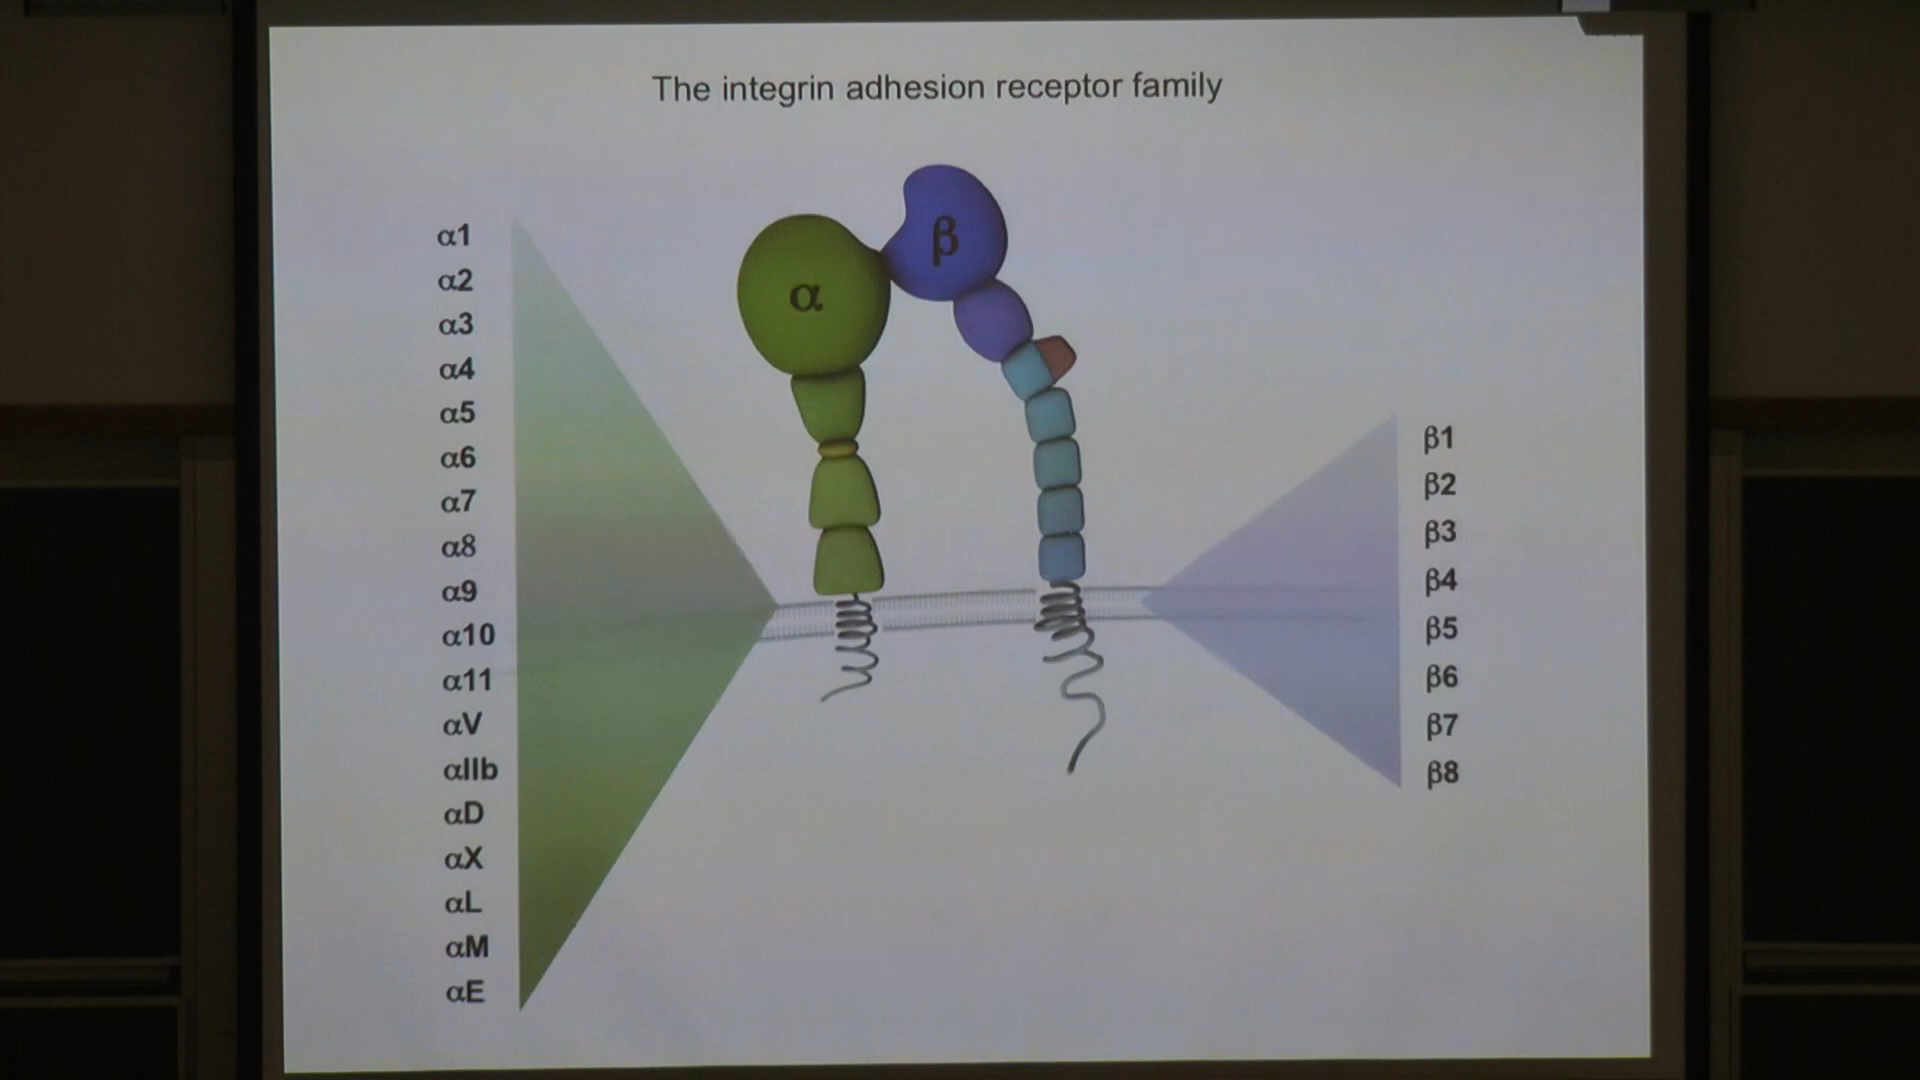 The integrin adhesion receptor family
α
β
α1
α2
α3
α4
α5
α6
α7
α8
α9
α10
α11
αV
αIIb
αD
αX
αL
αM
αE
β1
β2
β3
β4
β5
β6
β7
β8